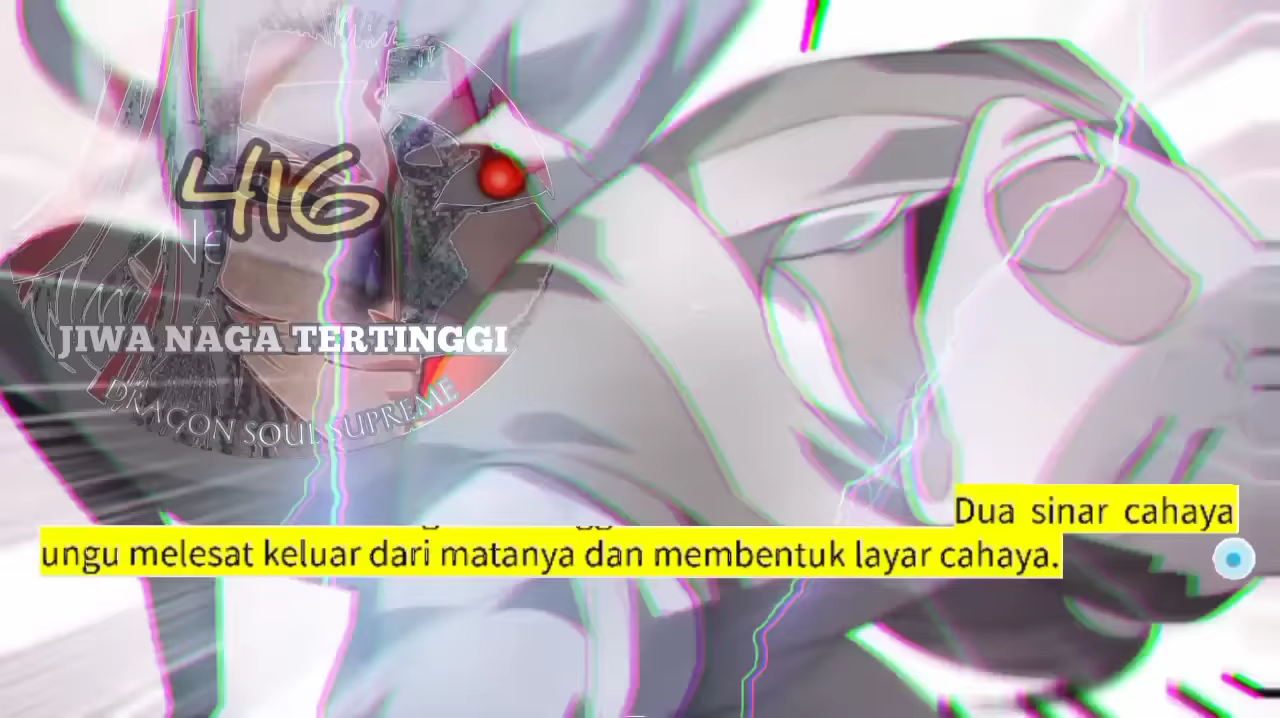 416
JIWA NAGA TERTINGGI
DRAGON SOUL SUPREME
Dua sinar cahaya
ungu melesat keluar dari matanya dan membentuk layar cahaya.